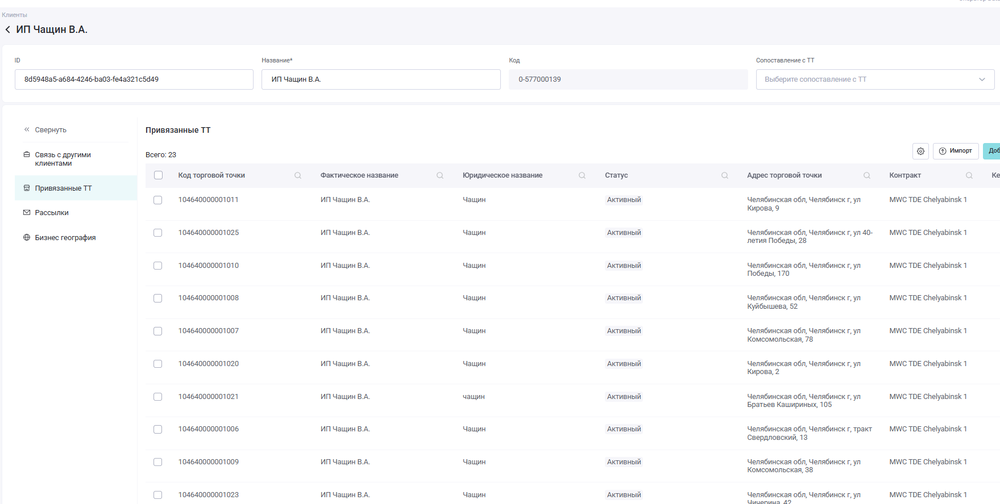 Клиенты
ИП Чащин В.А.
ID
Название*
Код
Сопоставление с ТТ
8d5948a5-a684-4246-ba03-fe4a321c5d49
ИП Чащин В.А.
0-577000139
Выберите сопоставление с ТТ
Свернуть
Связь с другими
клиентами
Привязанные ТТ
Рассылки
Бизнес география
Привязанные ТТ
Всего: 23
Импорт
Доб
Код торговой точки
Фактическое название
Юридическое название
Статус
Адрес торговой точки
Контракт
Ке
104640000001011
ИП Чащин В.А.
Чащин
Активный
Челябинская обл, Челябинск г, ул
Кирова, 9
MWC TDE Chelyabinsk 1
104640000001025
ИП Чащин В.А.
Чащин
Активный
Челябинская обл, Челябинск г, ул 40-
летия Победы, 28
MWC TDE Chelyabinsk 1
104640000001010
ИП Чащин В.А.
Чащин
Активный
Челябинская обл, Челябинск г, ул
Победы, 170
MWC TDE Chelyabinsk 1
104640000001008
ИП Чащин В.А.
Чащин
Активный
Челябинская обл, Челябинск г, ул
Куйбышева, 52
MWC TDE Chelyabinsk 1
104640000001007
ИП Чащин В.А.
Чащин
Активный
Челябинская обл, Челябинск г, ул
Комсомольская, 78
MWC TDE Chelyabinsk 1
104640000001020
ИП Чащин В.А.
Чащин
Активный
Челябинская обл, Челябинск г, ул
Кирова, 2
MWC TDE Chelyabinsk 1
104640000001021
ИП Чащин В.А.
чащин
Активный
Челябинская обл, Челябинск г, ул
Братьев Кашириных, 105
MWC TDE Chelyabinsk 1
104640000001006
ИП Чащин В.А.
Чащин
Активный
Челябинская обл, Челябинск г, тракт
Свердловский, 13
MWC TDE Chelyabinsk 1
104640000001009
ИП Чащин В.А.
Чащин
Активный
Челябинская обл, Челябинск г, ул
Комсомольская, 38
MWC TDE Chelyabinsk 1
104640000001023
ИП Чащин В.А.
Чащин
Активный
Челябинская обл, Челябинск г, ул
Чичерина, 42
MWC TDE Chelyabinsk 1